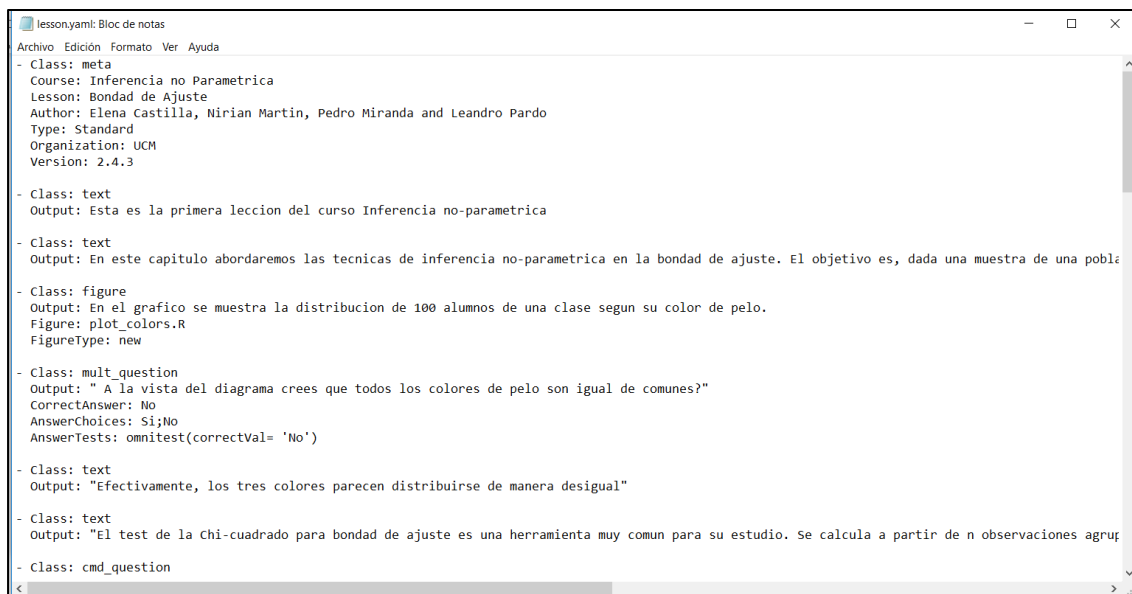 lesson.yaml: Bloc de notas
Archivo Edición Formato Ver Ayuda
- Class: meta
Course: Inferencia no Parametrica
Lesson: Bondad de Ajuste
Author: Elena Castilla, Nirian Martin, Pedro Miranda and Leandro Pardo
Type: Standard
Organization: UCM
Version: 2.4.3
- Class: text
Output: Esta es la primera leccion del curso Inferencia no-parametrica
- Class: text
Output: En este capitulo abordaremos las tecnicas de inferencia no-parametrica en la bondad de ajuste. El objetivo es, dada una muestra de una pobla
- Class: figure
Output: En el grafico se muestra la distribucion de 100 alumnos de una clase segun su color de pelo.
Figure: plot_colors.R
FigureType: new
- Class: mult_question
Output: " A la vista del diagrama crees que todos los colores de pelo son igual de comunes?"
CorrectAnswer: No
AnswerChoices: Si;No
AnswerTests: omnitest(correctVal= 'No')
- Class: text
Output: "Efectivamente, los tres colores parecen distribuirse de manera desigual"
- Class: text
Output: "El test de la Chi-cuadrado para bondad de ajuste es una herramienta muy comun para su estudio. Se calcula a partir de n observaciones agrup
- Class: cmd_question